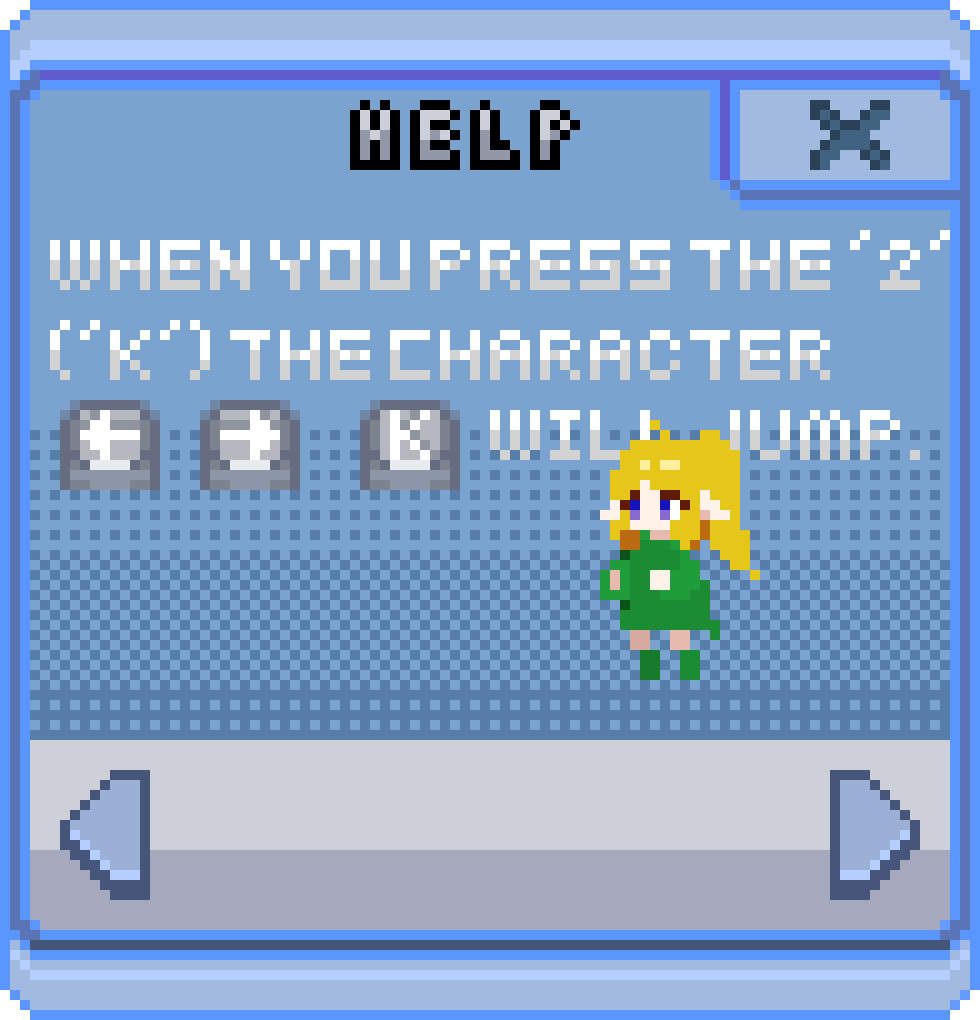 HELP
WHEN YOU PRESS THE '2'
('K') THE CHARACTER
← → K WILL JUMP.